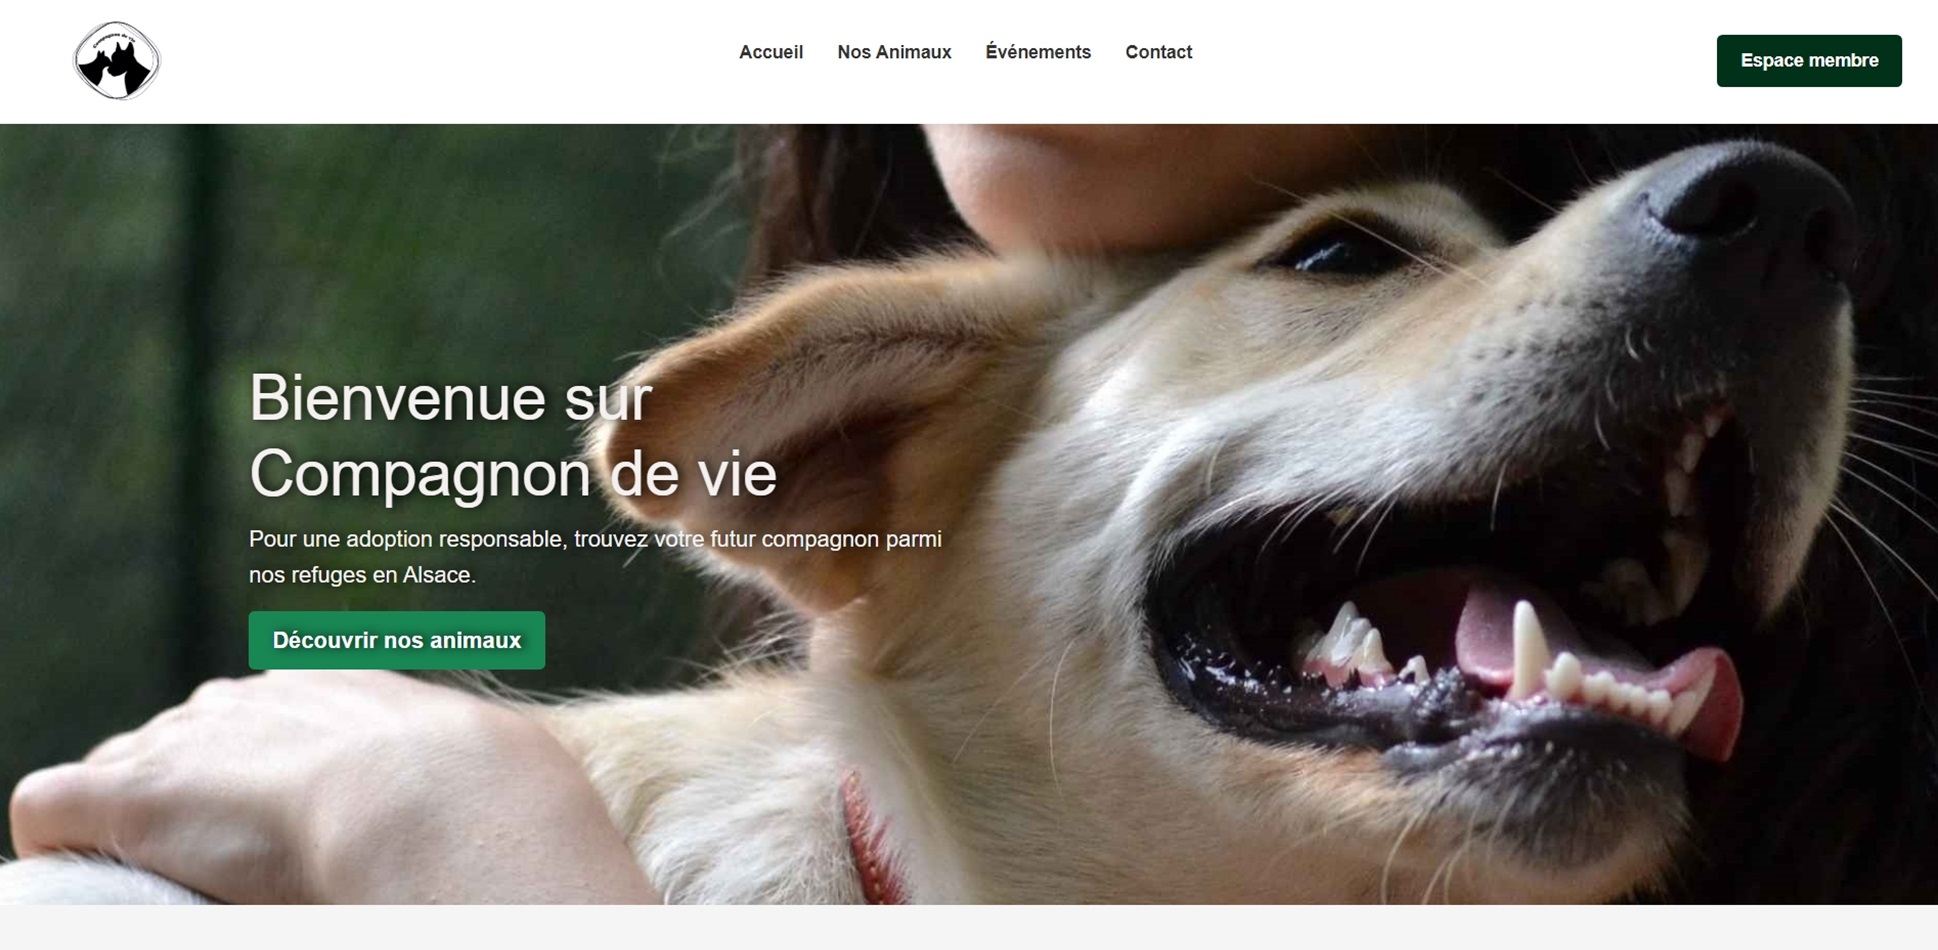 Compagnon de vie
Accueil
Nos Animaux
Événements
Contact
Espace membre
Bienvenue sur
Compagnon de vie
Pour une adoption responsable, trouvez votre futur compagnon parmi
nos refuges en Alsace.
Découvrir nos animaux